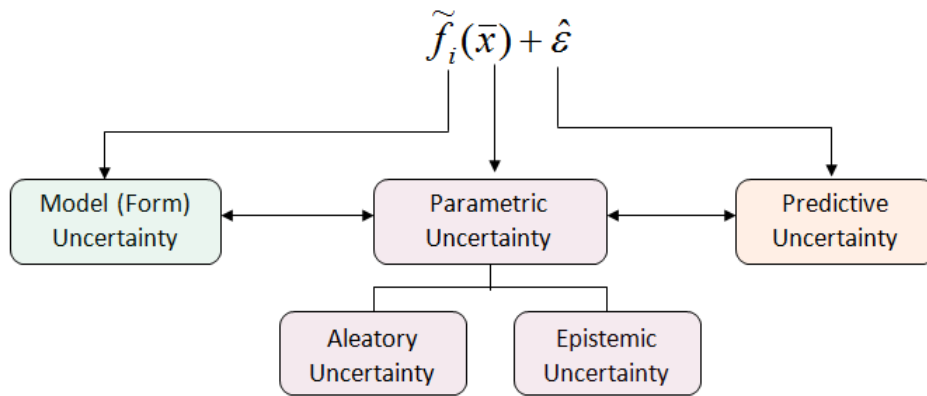 f̃ᵢ(x̄) + ε̂
Model (Form)
Uncertainty
Parametric
Uncertainty
Predictive
Uncertainty
Aleatory
Uncertainty
Epistemic
Uncertainty